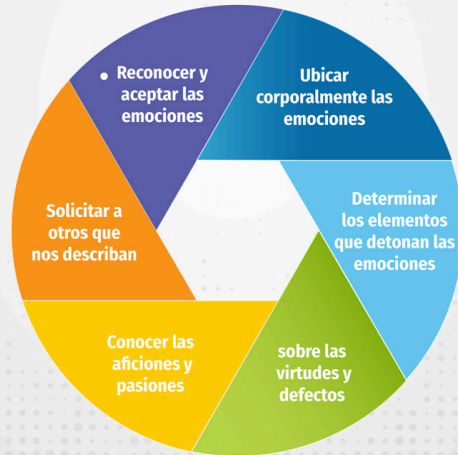 • Reconocer y
aceptar las
emociones
Ubicar
corporalmente las
emociones
Determinar
los elementos
que detonan las
emociones
sobre las
virtudes y
defectos
Conocer las
aficiones y
pasiones
Solicitar a
otros que
nos describan